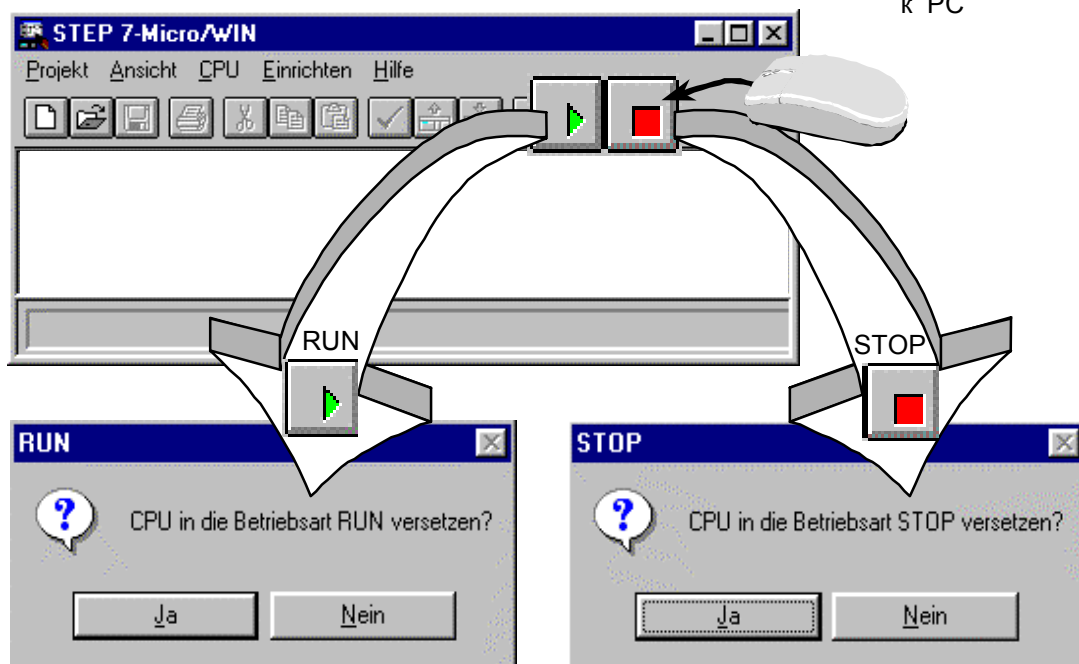 k PC
STEP 7-Micro/WIN
Projekt Ansicht CPU Einrichten Hilfe
RUN
STOP
RUN
CPU in die Betriebsart RUN versetzen?
Ja Nein
STOP
CPU in die Betriebsart STOP versetzen?
Ja Nein